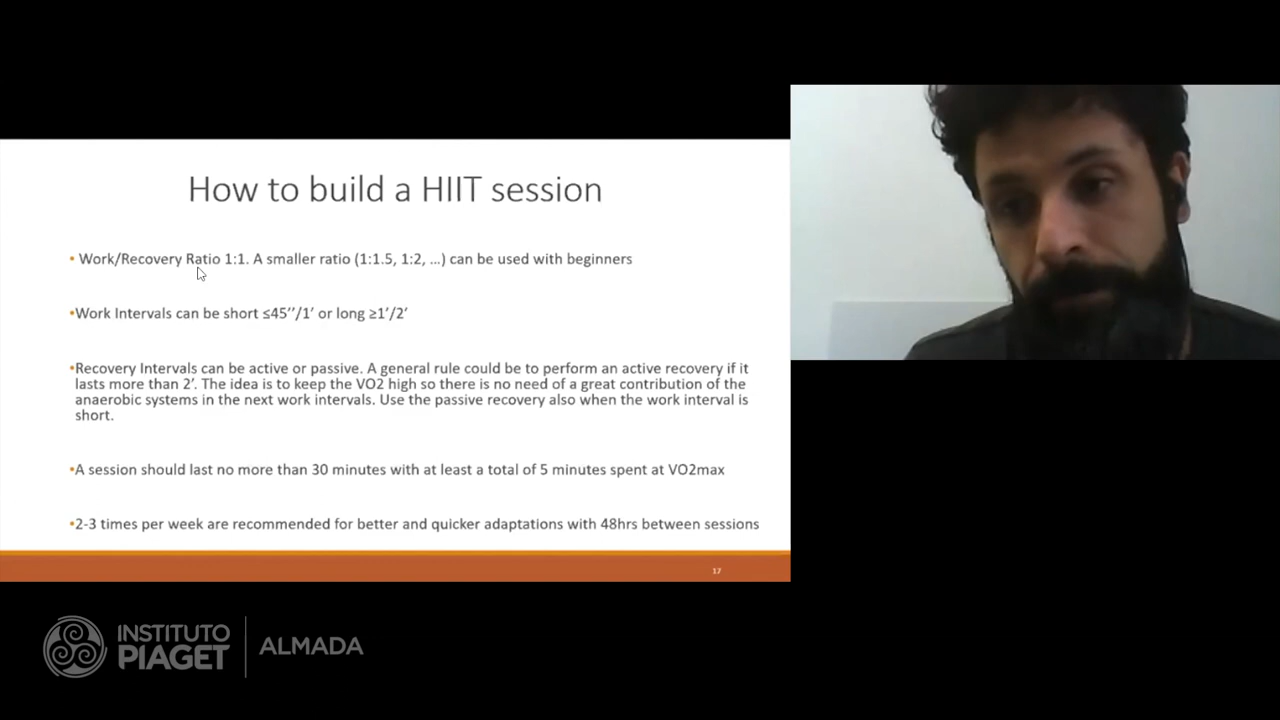 How to build a HIIT session
• Work/Recovery Ratio 1:1. A smaller ratio (1:1.5, 1:2, …) can be used with beginners
•Work Intervals can be short ≤45’’/1’ or long ≥1’/2’
•Recovery Intervals can be active or passive. A general rule could be to perform an active recovery if it
lasts more than 2’. The idea is to keep the VO2 high so there is no need of a great contribution of the
anaerobic systems in the next work intervals. Use the passive recovery also when the work interval is
short.
•A session should last no more than 30 minutes with at least a total of 5 minutes spent at VO2max
•2-3 times per week are recommended for better and quicker adaptations with 48hrs between sessions
17
INSTITUTO
PIAGET
ALMADA